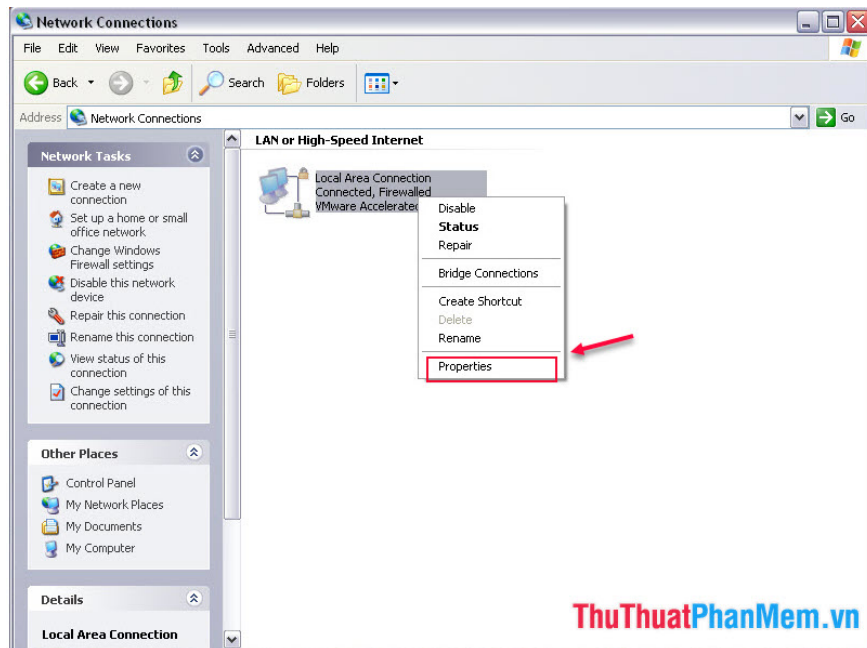 Network Connections
File Edit View Favorites Tools Advanced Help
Back Search Folders
Address Network Connections Go
Network Tasks
Create a new
connection
Set up a home or small
office network
Change Windows
Firewall settings
Disable this network
device
Repair this connection
Rename this connection
View status of this
connection
Change settings of this
connection
Other Places
Control Panel
My Network Places
My Documents
My Computer
Details
Local Area Connection
LAN or High-Speed Internet
Local Area Connection
Connected, Firewalled
VMware Accelerated
Disable
Status
Repair
Bridge Connections
Create Shortcut
Delete
Rename
Properties
ThuThuatPhanMem.vn